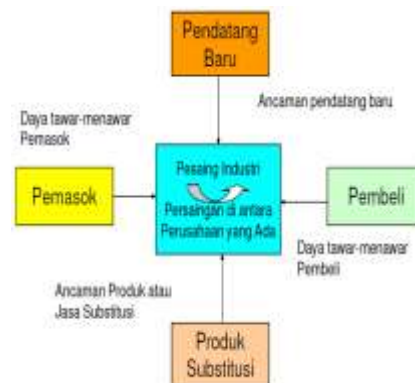 Pendatang
Baru
Ancaman pendatang baru
Daya tawar-menawar
Pemasok
Pemasok
Pesaing Industri
Persaingan di antara
Perusahaan yang Ada
Pembeli
Daya tawar-menawar
Pembeli
Ancaman Produk atau
Jasa Substitusi
Produk
Substitusi